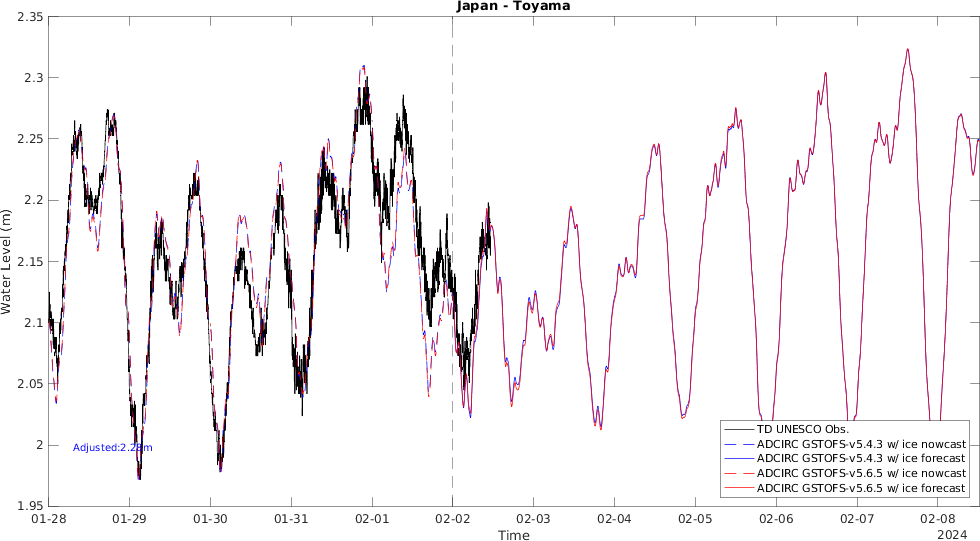 Japan - Toyama
2.35
2.3
2.25
2.2
2.15
2.1
2.05
2
1.95
Water Level (m)
Adjusted:2.28m
TD UNESCO Obs.
ADCIRC GSTOFS-v5.4.3 w/ ice nowcast
ADCIRC GSTOFS-v5.4.3 w/ ice forecast
ADCIRC GSTOFS-v5.6.5 w/ ice nowcast
ADCIRC GSTOFS-v5.6.5 w/ ice forecast
01-28 01-29 01-30 01-31 02-01 02-02 02-03 02-04 02-05 02-06 02-07 02-08
Time
2024